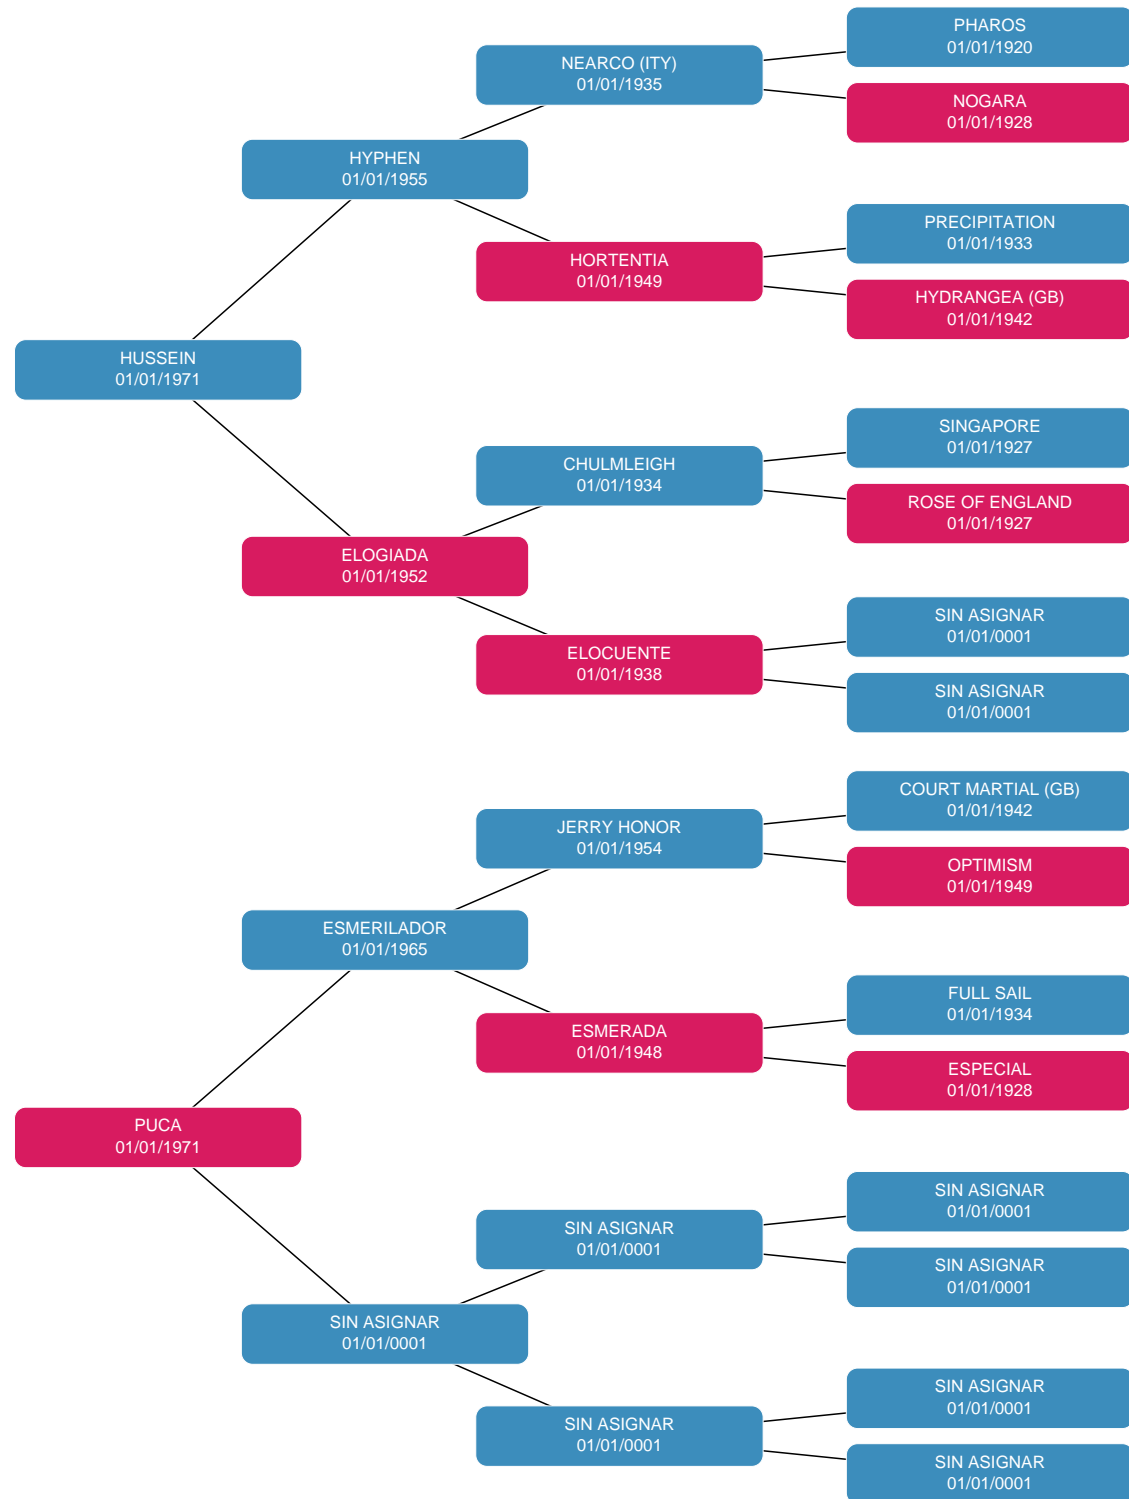 PHAROS
01/01/1920
NEARCO (ITY)
01/01/1935
NOGARA
01/01/1928
HYPHEN
01/01/1955
PRECIPITATION
01/01/1933
HORTENTIA
01/01/1949
HYDRANGEA (GB)
01/01/1942
HUSSEIN
01/01/1971
SINGAPORE
01/01/1927
CHULMLEIGH
01/01/1934
ROSE OF ENGLAND
01/01/1927
ELOGIADA
01/01/1952
SIN ASIGNAR
01/01/0001
ELOCUENTE
01/01/1938
SIN ASIGNAR
01/01/0001
COURT MARTIAL (GB)
01/01/1942
JERRY HONOR
01/01/1954
OPTIMISM
01/01/1949
ESMERILADOR
01/01/1965
FULL SAIL
01/01/1934
ESMERADA
01/01/1948
ESPECIAL
01/01/1928
PUCA
01/01/1971
SIN ASIGNAR
01/01/0001
SIN ASIGNAR
01/01/0001
SIN ASIGNAR
01/01/0001
SIN ASIGNAR
01/01/0001
SIN ASIGNAR
01/01/0001
SIN ASIGNAR
01/01/0001
SIN ASIGNAR
01/01/0001